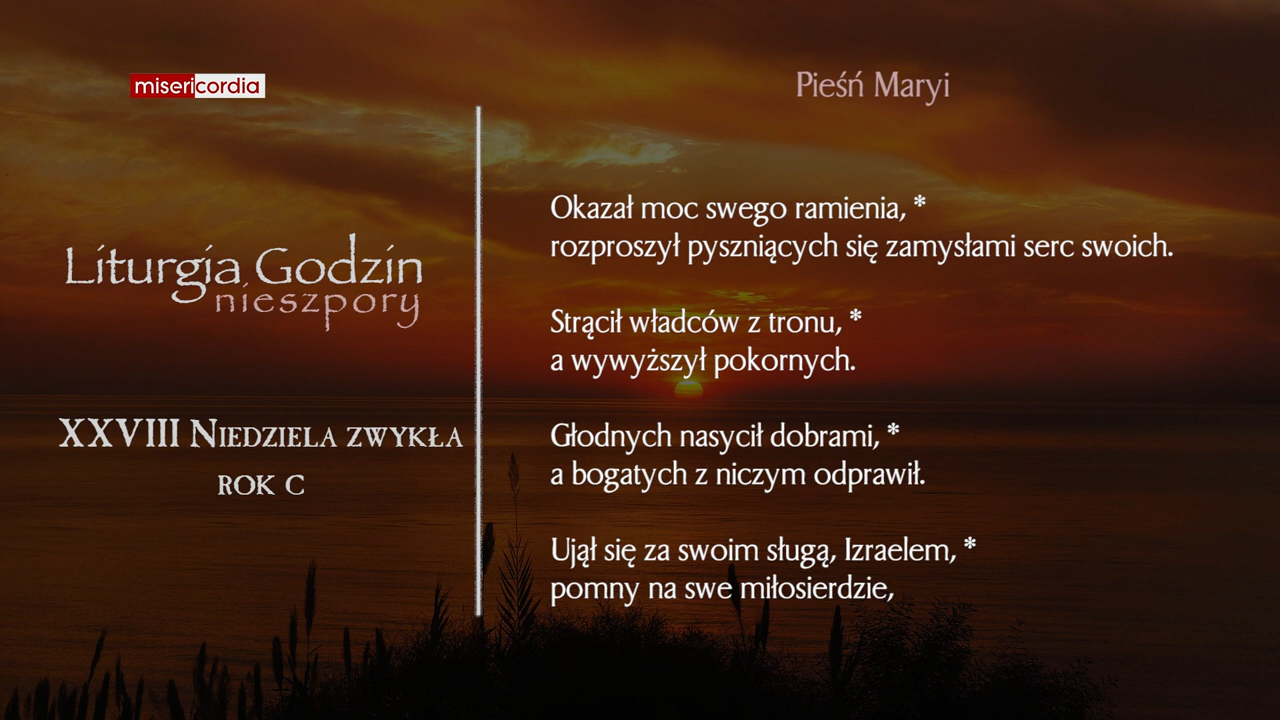 misericordia
Liturgia Godzin
nieszpory
XXVIII Niedziela zwykła
rok C
Pieśń Maryi
Okazał moc swego ramienia, *
rozproszył pyszniących się zamysłami serc swoich.
Strącił władców z tronu, *
a wywyższył pokornych.
Głodnych nasycił dobrami, *
a bogatych z niczym odprawił.
Ujął się za swoim sługą, Izraelem, *
pomny na swe miłosierdzie,